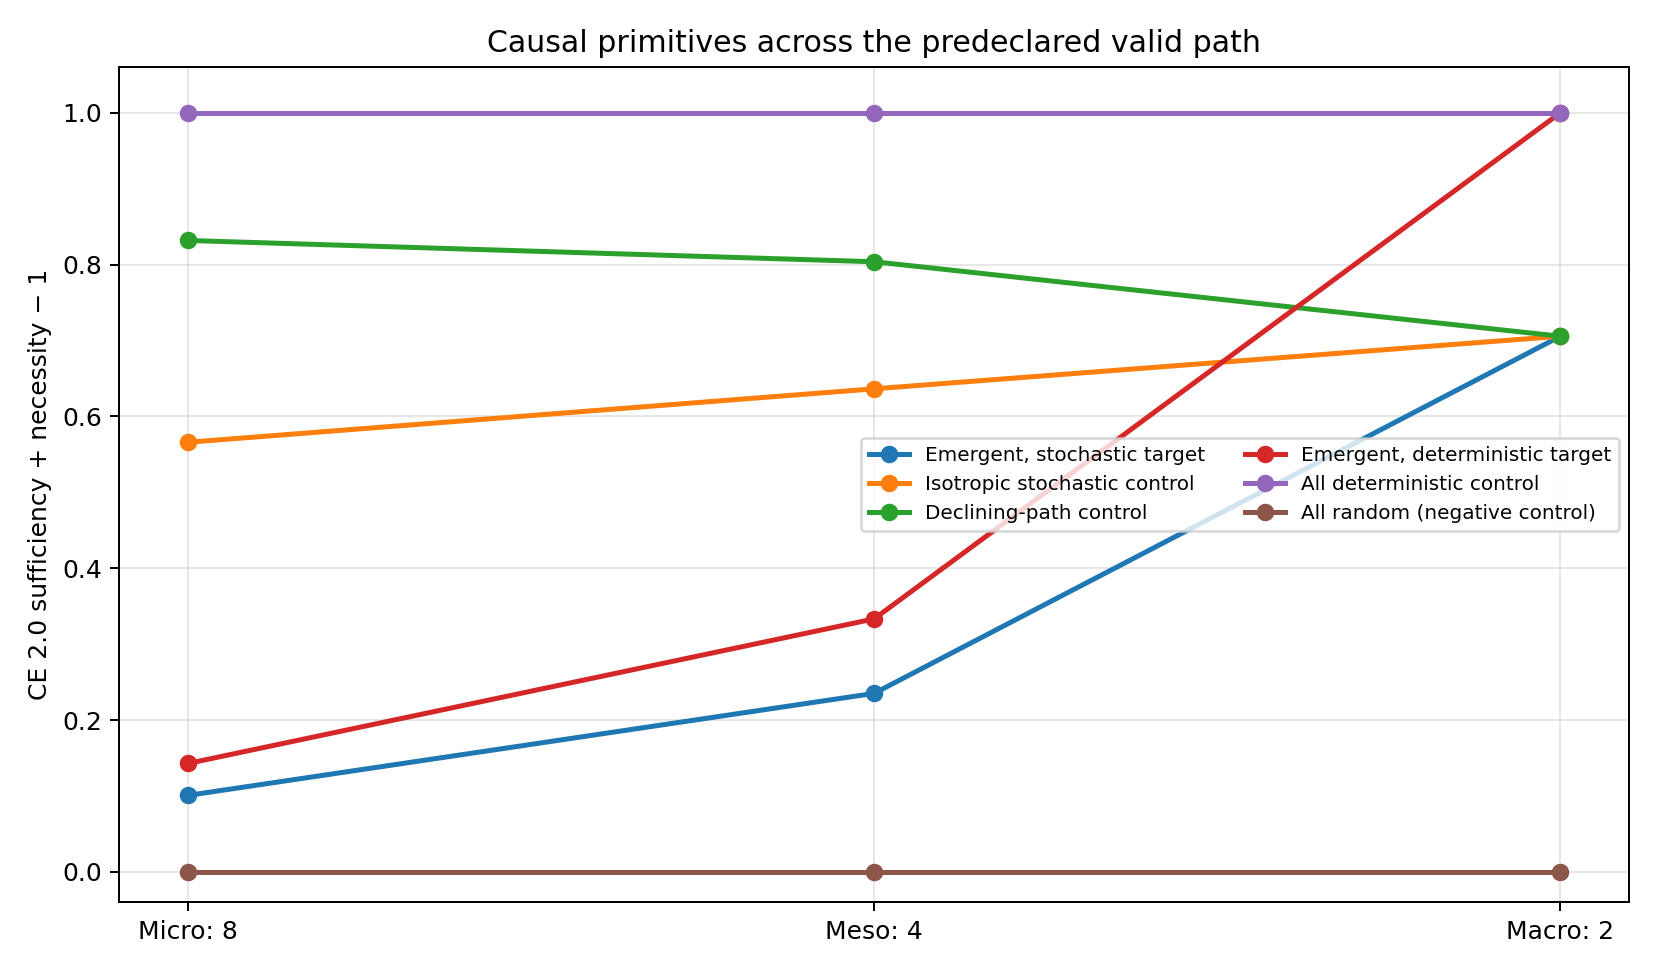 Causal primitives across the predeclared valid path
CE 2.0 sufficiency + necessity − 1
1.0
0.8
0.6
0.4
0.2
0.0
Emergent, stochastic target
Isotropic stochastic control
Declining-path control
Emergent, deterministic target
All deterministic control
All random (negative control)
Micro: 8
Meso: 4
Macro: 2